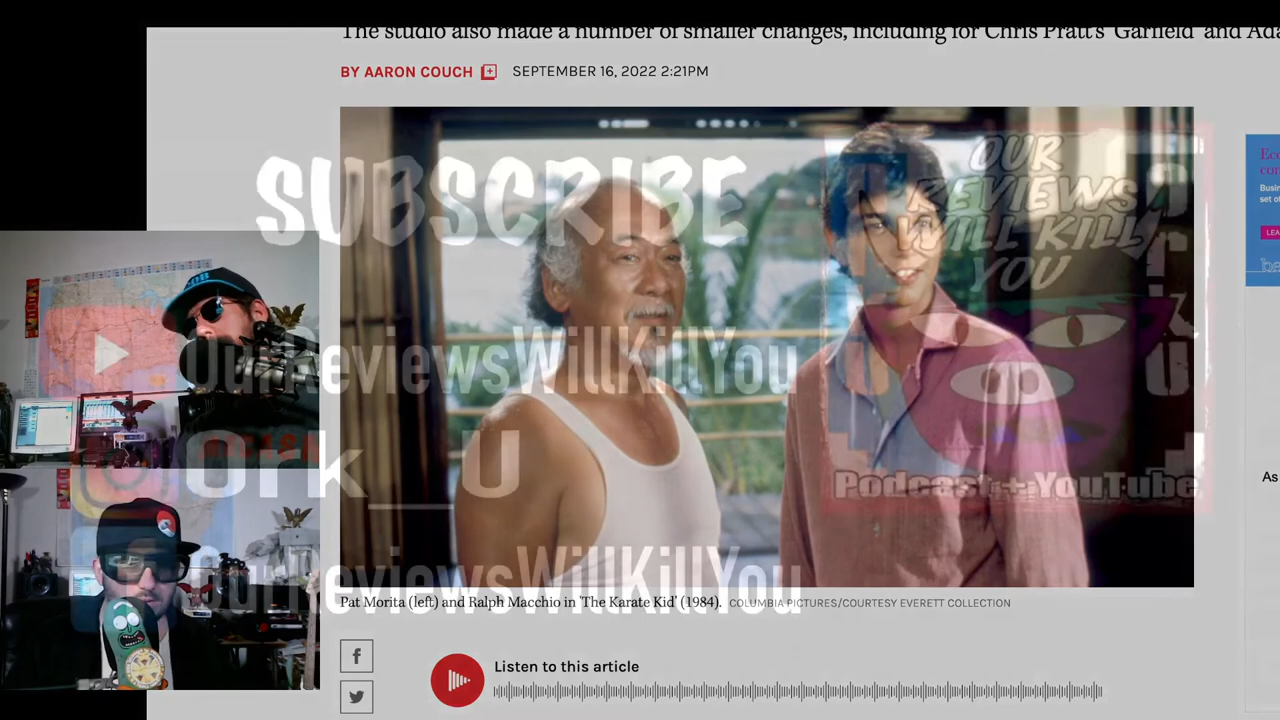 The studio also made a number of smaller changes, including for Chris Pratt's 'Garfield' and Ada
BY AARON COUCH
SEPTEMBER 16, 2022 2:21PM
SUBSCRIBE
OUR
REVIEWS
WILL KILL
YOU
OurReviewsWillKillYou
Ork__U
Podcast+YouTube
OurReviewsWillKillYou
Pat Morita (left) and Ralph Macchio in 'The Karate Kid' (1984).
COLUMBIA PICTURES/COURTESY EVERETT COLLECTION
Listen to this article
As